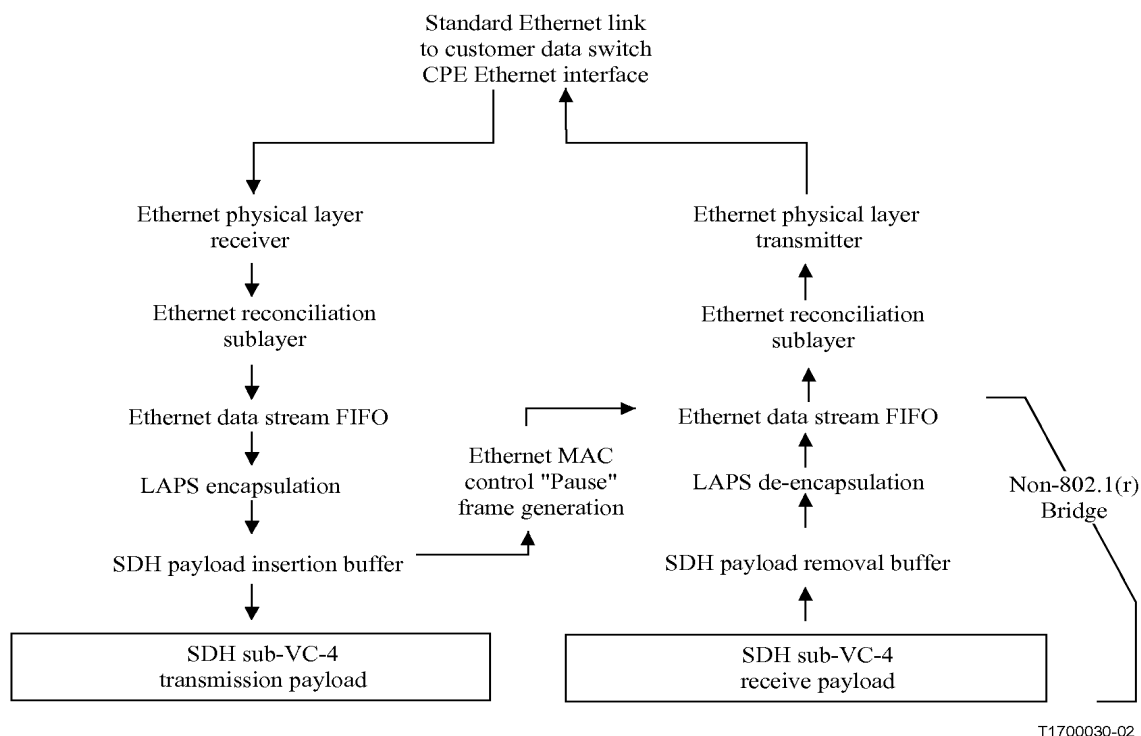 Standard Ethernet link
to customer data switch
CPE Ethernet interface
Ethernet physical layer
receiver
Ethernet reconciliation
sublayer
Ethernet data stream FIFO
LAPS encapsulation
SDH payload insertion buffer
SDH sub-VC-4
transmission payload
Ethernet MAC
control "Pause"
frame generation
Ethernet physical layer
transmitter
Ethernet reconciliation
sublayer
Ethernet data stream FIFO
LAPS de-encapsulation
SDH payload removal buffer
SDH sub-VC-4
receive payload
Non-802.1(r)
Bridge
T1700030-02